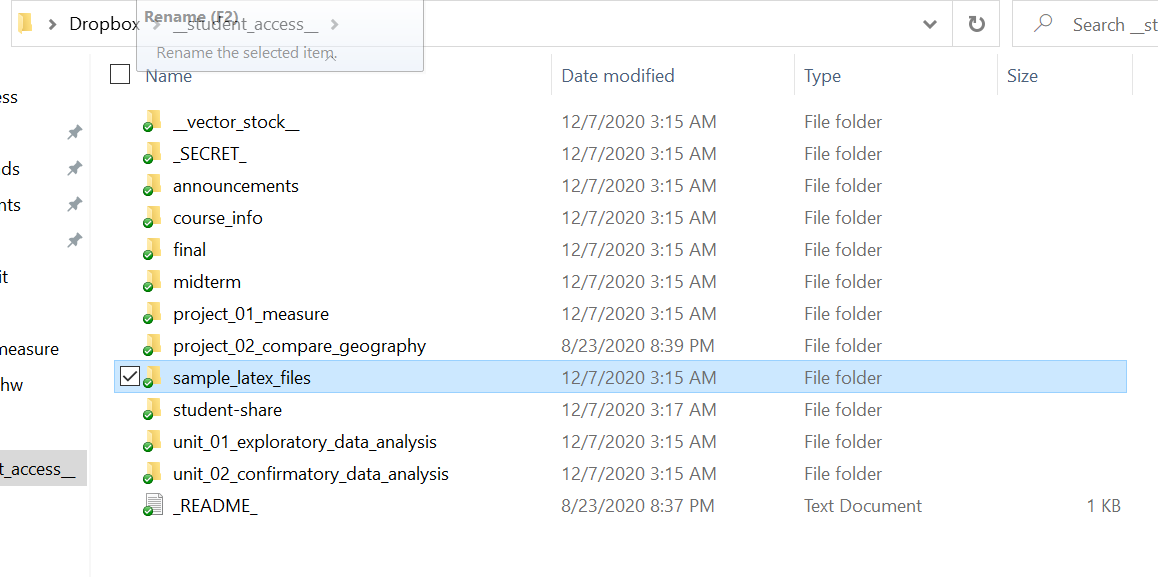 Rename (F2)
Dropbox __student_access__ Search __st
Rename the selected item.
Name Date modified Type Size
ess
__vector_stock__ 12/7/2020 3:15 AM File folder
_SECRET_ 12/7/2020 3:15 AM File folder
ds
announcements 12/7/2020 3:15 AM File folder
nts
course_info 12/7/2020 3:15 AM File folder
final 12/7/2020 3:15 AM File folder
it
midterm 12/7/2020 3:15 AM File folder
project_01_measure 12/7/2020 3:15 AM File folder
measure
project_02_compare_geography 8/23/2020 8:39 PM File folder
hw
sample_latex_files 12/7/2020 3:15 AM File folder
student-share 12/7/2020 3:17 AM File folder
unit_01_exploratory_data_analysis 12/7/2020 3:15 AM File folder
t_access__
unit_02_confirmatory_data_analysis 12/7/2020 3:15 AM File folder
_README_ 8/23/2020 8:37 PM Text Document 1 KB